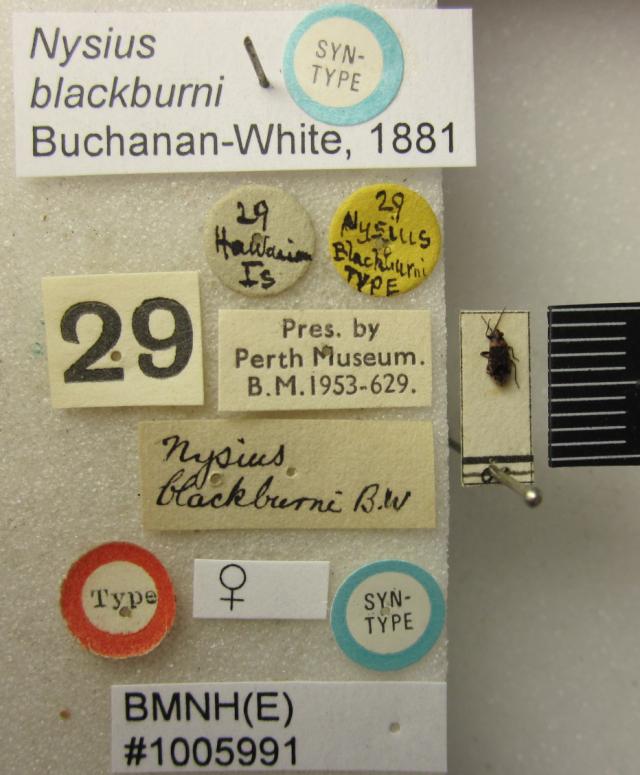 Nysius
blackburni
Buchanan-White, 1881
SYN-
TYPE
29
Hawaiian
Is
29
Nysius
Blackburni
TYPE
29
Pres. by
Perth Museum.
B.M.1953-629.
Nysius
blackburni B.W
Type
♀
SYN-
TYPE
BMNH(E)
#1005991